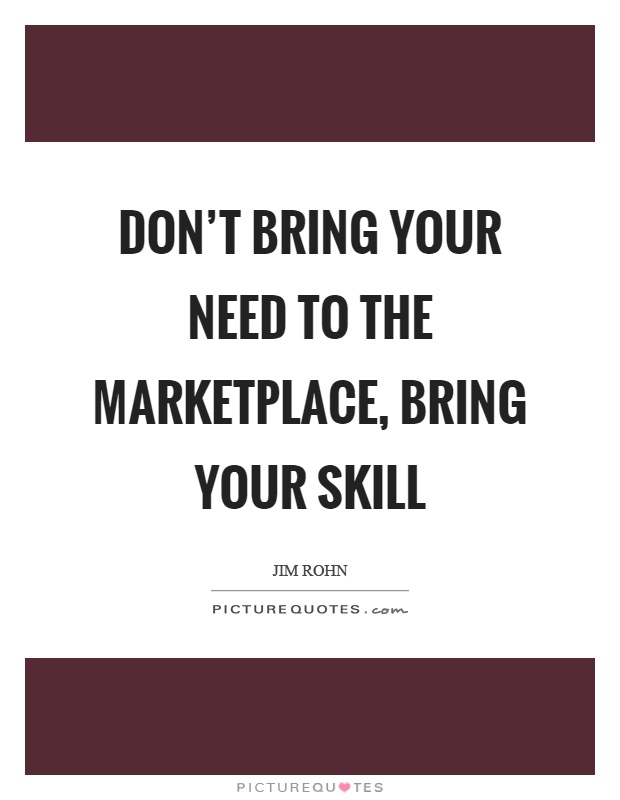 DON’T BRING YOUR
NEED TO THE
MARKETPLACE, BRING
YOUR SKILL
JIM ROHN
PICTUREQUOTES.com
PICTUREQUOTES